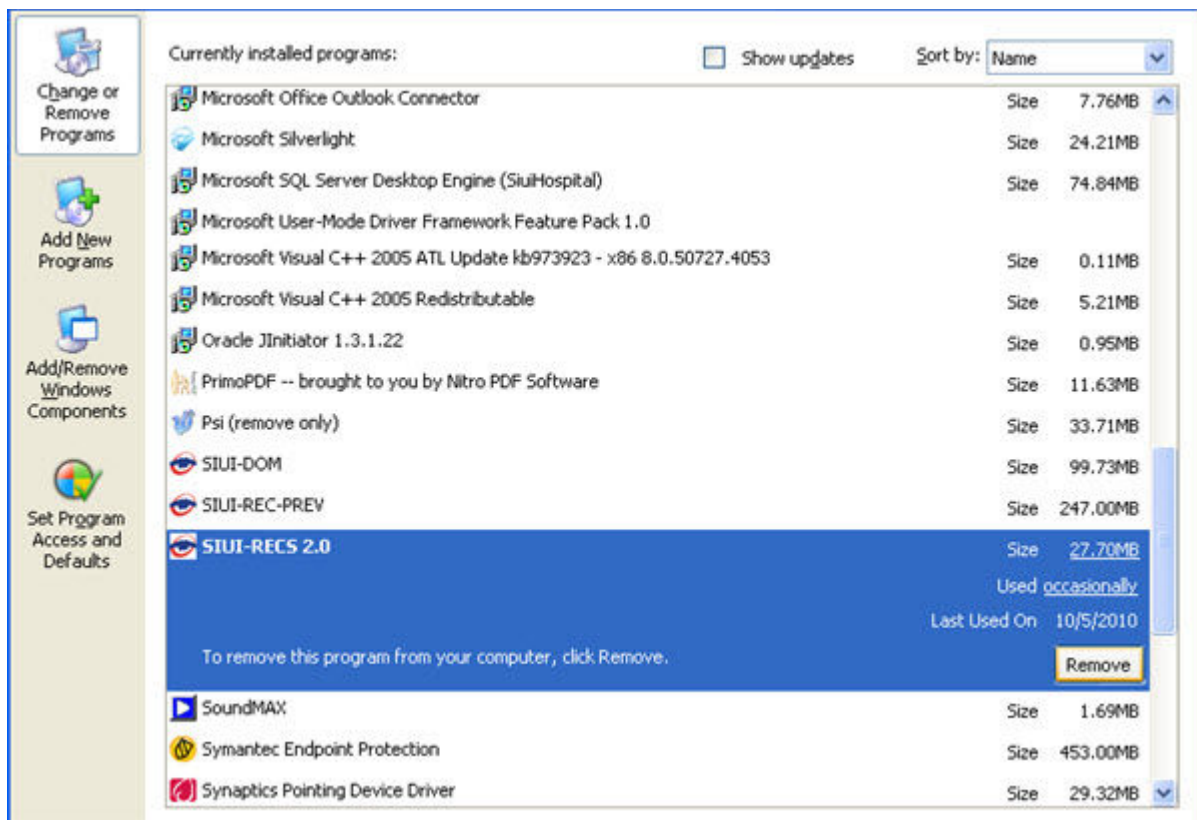 Change or
Remove
Programs
Add New
Programs
Add/Remove
Windows
Components
Set Program
Access and
Defaults
Currently installed programs: Show updates Sort by: Name
Microsoft Office Outlook Connector Size 7.76MB
Microsoft Silverlight Size 24.21MB
Microsoft SQL Server Desktop Engine (SiuiHospital) Size 74.84MB
Microsoft User-Mode Driver Framework Feature Pack 1.0
Microsoft Visual C++ 2005 ATL Update kb973923 - x86 8.0.50727.4053 Size 0.11MB
Microsoft Visual C++ 2005 Redistributable Size 5.21MB
Oracle JInitiator 1.3.1.22 Size 0.95MB
PrimoPDF -- brought to you by Nitro PDF Software Size 11.63MB
Psi (remove only) Size 33.71MB
SIUI-DOM Size 99.73MB
SIUI-REC-PREV Size 247.00MB
SIUI-RECS 2.0 Size 27.70MB
Used occasionally
Last Used On 10/5/2010
To remove this program from your computer, click Remove. Remove
SoundMAX Size 1.69MB
Symantec Endpoint Protection Size 453.00MB
Synaptics Pointing Device Driver Size 29.32MB